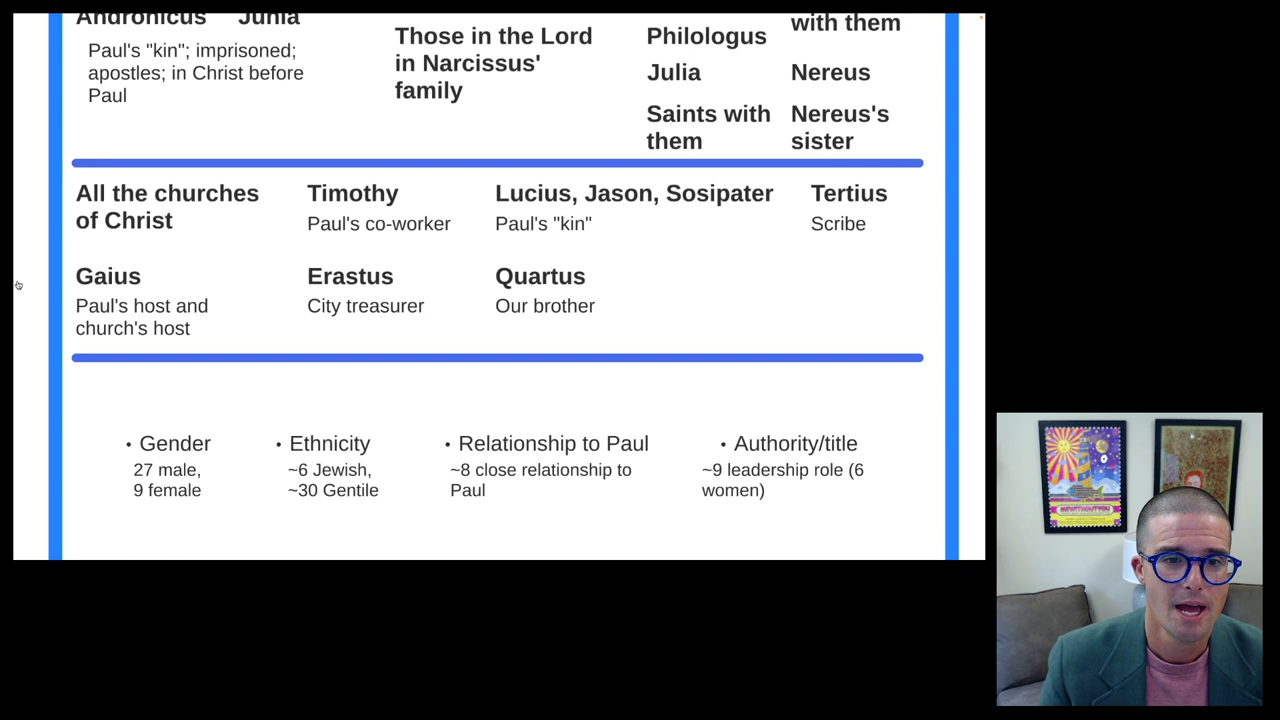 Andronicus Junia
Paul's "kin"; imprisoned;
apostles; in Christ before
Paul
Those in the Lord
in Narcissus'
family
Philologus
Julia
Saints with
them
with them
Nereus
Nereus's
sister
All the churches
of Christ
Timothy
Paul's co-worker
Lucius, Jason, Sosipater
Paul's "kin"
Tertius
Scribe
Gaius
Paul's host and
church's host
Erastus
City treasurer
Quartus
Our brother
• Gender
27 male,
9 female
• Ethnicity
~6 Jewish,
~30 Gentile
• Relationship to Paul
~8 close relationship to
Paul
• Authority/title
~9 leadership role (6
women)